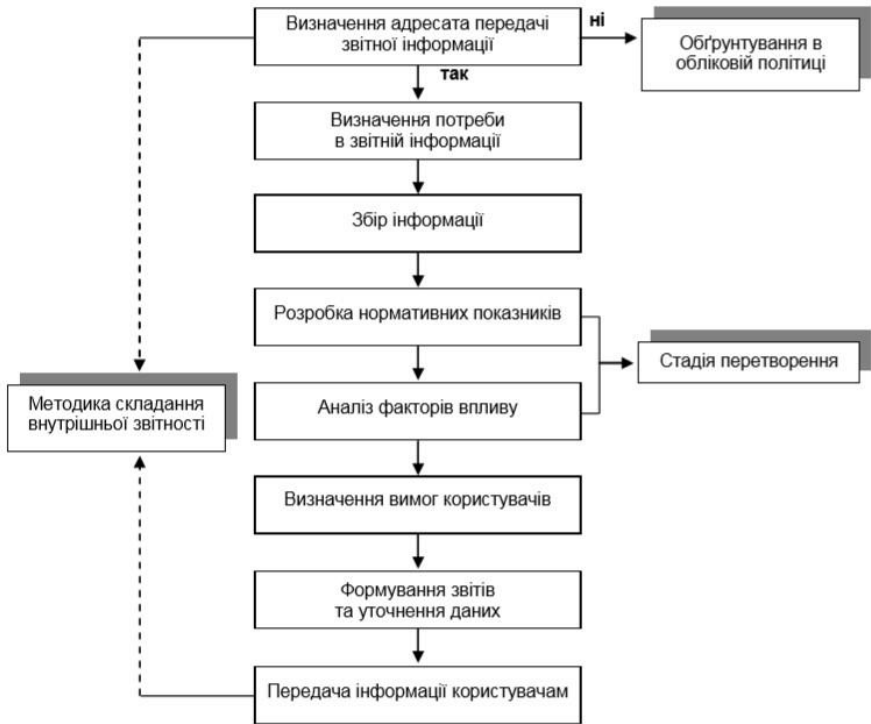 Визначення адресата передачі
звітної інформації
ні
Обґрунтування в
обліковій політиці
так
Визначення потреби
в звітній інформації
Збір інформації
Розробка нормативних показників
Стадія перетворення
Методика складання
внутрішньої звітності
Аналіз факторів впливу
Визначення вимог користувачів
Формування звітів
та уточнення даних
Передача інформації користувачам